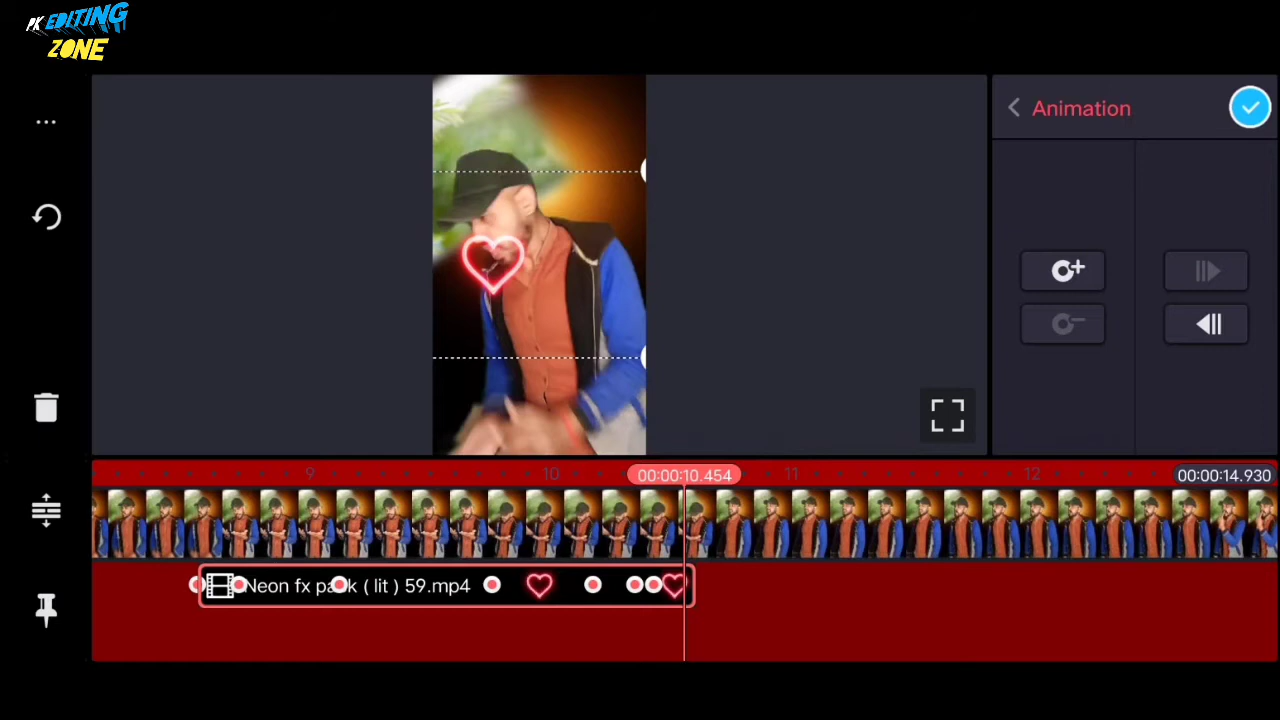 PK EDITING
ZONE
Animation
9
10
00:00:10.454
11
12
00:00:14.930
Neon fx pack ( lit ) 59.mp4